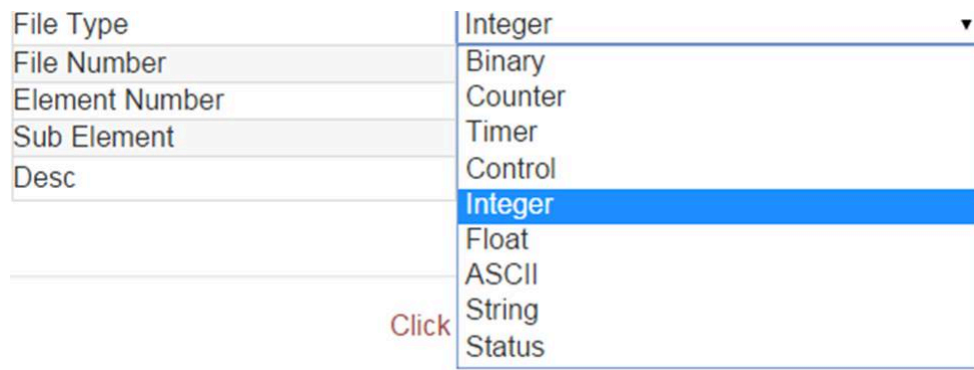 File Type Integer
File Number Binary
Element Number Counter
Sub Element Timer
Desc Control
Integer
Float
ASCII
Click String
Status